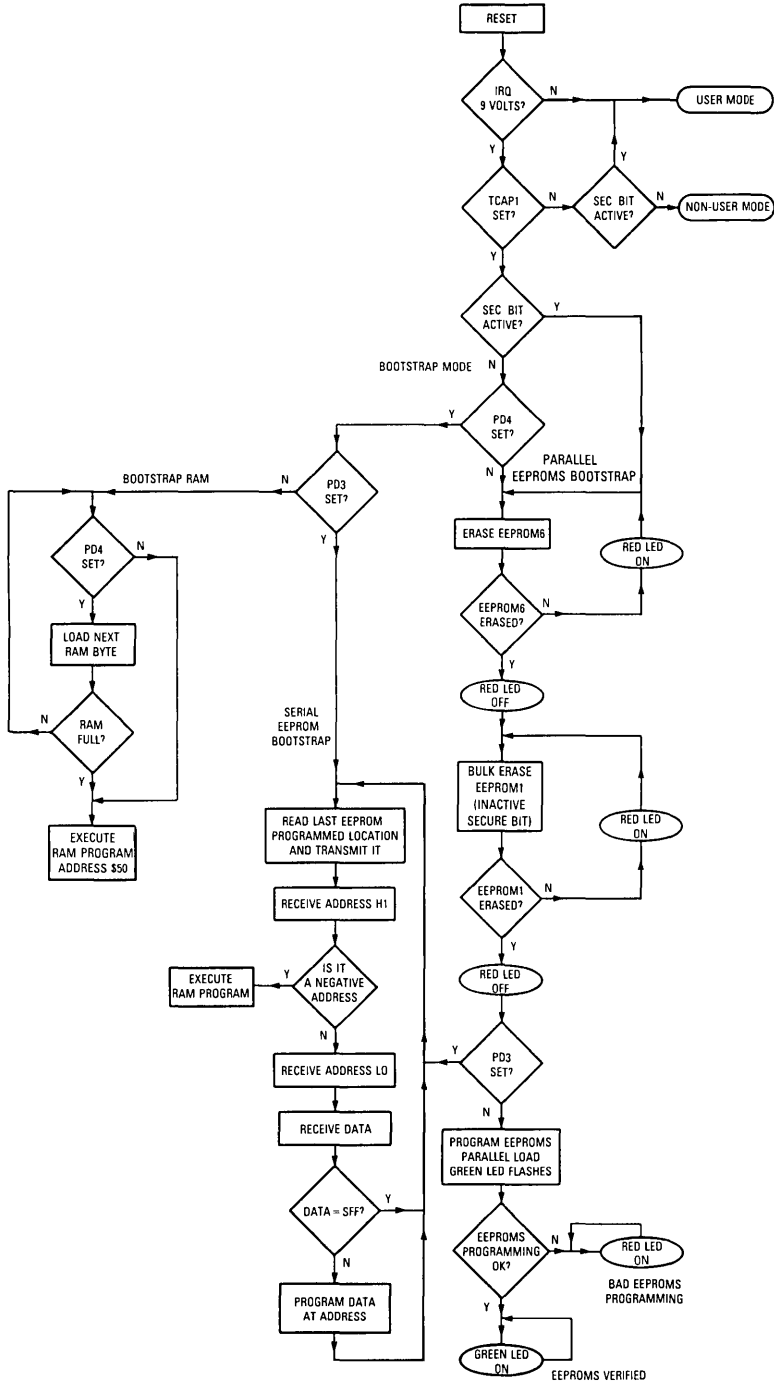 RESET
IRQ
9 VOLTS?
N
USER MODE
Y
Y
TCAP1
SET?
N
SEC BIT
ACTIVE?
N
NON-USER MODE
Y
SEC BIT
ACTIVE?
Y
BOOTSTRAP MODE
N
Y
PD4
SET?
N
PARALLEL
EEPROMS BOOTSTRAP
BOOTSTRAP RAM
N
PD3
SET?
Y
ERASE EEPROM6
RED LED
ON
PD4
SET?
N
Y
EEPROM6
ERASED?
N
Y
LOAD NEXT
RAM BYTE
RED LED
OFF
N
RAM
FULL?
Y
SERIAL
EEPROM
BOOTSTRAP
BULK ERASE
EEPROM1
(INACTIVE
SECURE BIT)
RED LED
ON
EXECUTE
RAM PROGRAM
ADDRESS $50
READ LAST EEPROM
PROGRAMMED LOCATION
AND TRANSMIT IT
EEPROM1
ERASED?
N
Y
RECEIVE ADDRESS H1
EXECUTE
RAM PROGRAM
Y
IS IT
A NEGATIVE
ADDRESS
N
RED LED
OFF
RECEIVE ADDRESS LO
Y
PD3
SET?
N
RECEIVE DATA
PROGRAM EEPROMS
PARALLEL LOAD
GREEN LED FLASHES
DATA = SFF?
Y
N
EEPROMS
PROGRAMMING
OK?
N
Y
RED LED
ON
BAD EEPROMS
PROGRAMMING
PROGRAM DATA
AT ADDRESS
GREEN LED
ON
EEPROMS VERIFIED